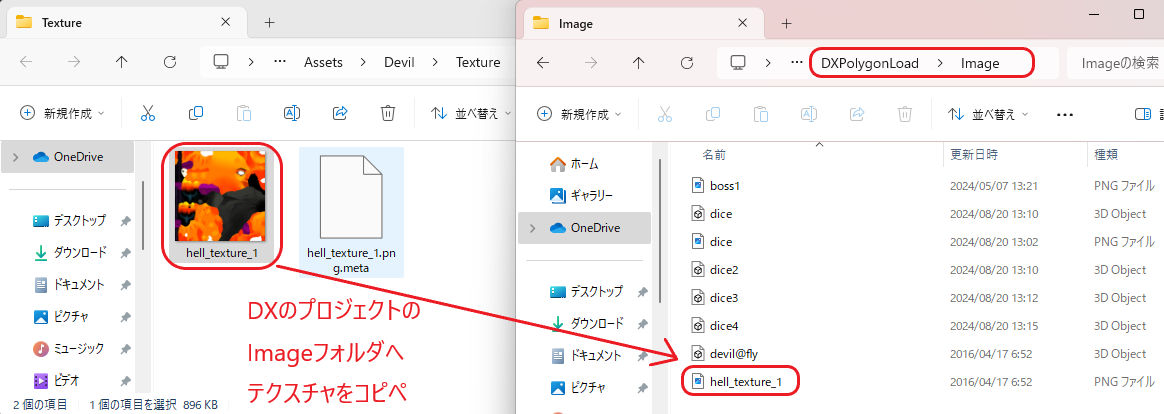 Texture
Assets > Devil > Texture
新規作成
並べ替え
OneDrive
デスクトップ
ダウンロード
ドキュメント
ピクチャ
ミュージック
ビデオ
hell_texture_1
hell_texture_1.pn
g.meta
2 個の項目
1 個の項目を選択 896 KB
DXのプロジェクトの
Imageフォルダへ
テクスチャをコピペ
Image
DXPolygonLoad > Image
Imageの検索
新規作成
並べ替え
ホーム
ギャラリー
OneDrive
デスクトップ
ダウンロード
ドキュメント
ピクチャ
名前 更新日時 種類
boss1 2024/05/07 13:21 PNG ファイル
dice 2024/08/20 13:10 3D Object
dice 2024/08/20 13:02 PNG ファイル
dice2 2024/08/20 13:10 3D Object
dice3 2024/08/20 13:12 3D Object
dice4 2024/08/20 13:15 3D Object
devil@fly 2016/04/17 6:52 3D Object
hell_texture_1 2016/04/17 6:52 PNG ファイル